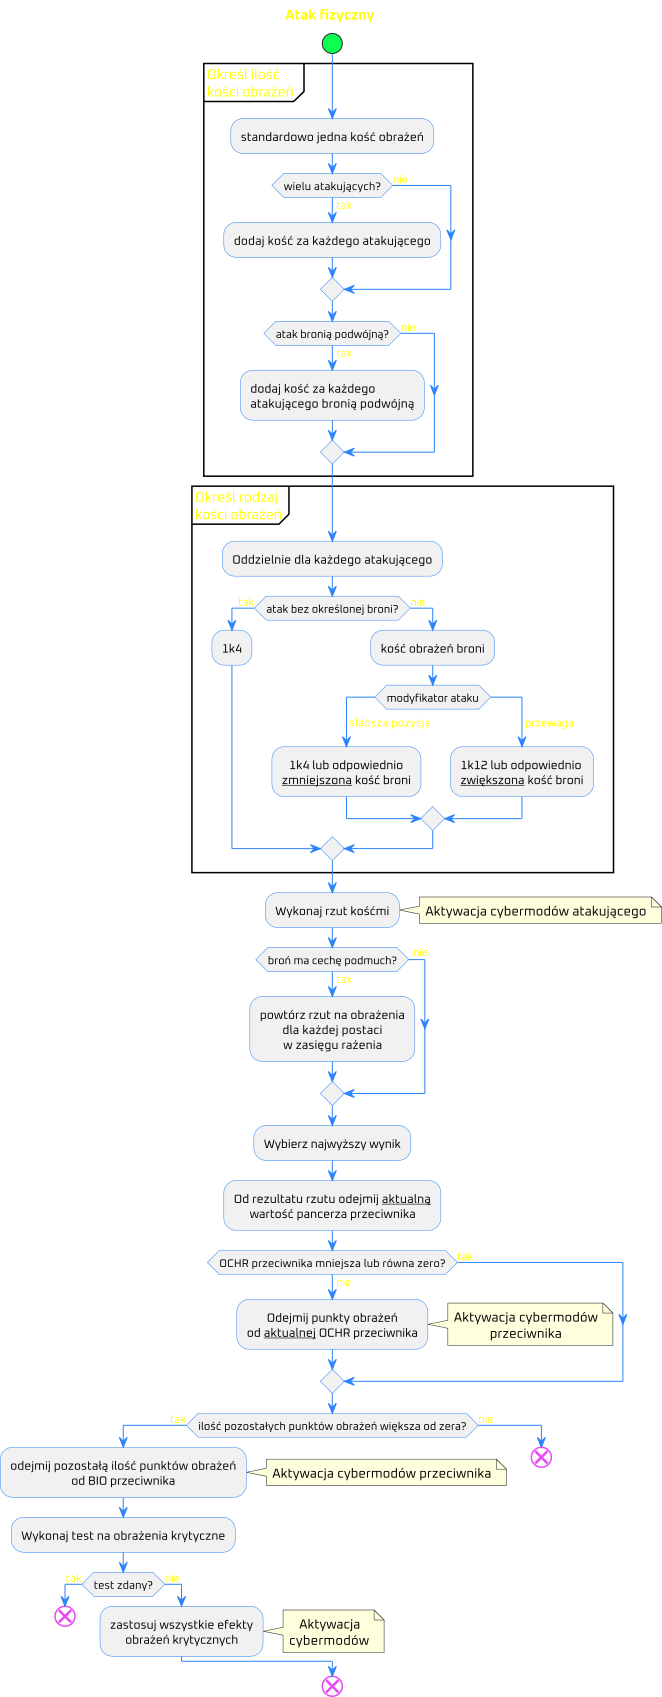 Atak fizyczny
Określ ilość
kości obrażeń
standardowo jedna kość obrażeń
wielu atakujących?
nie
tak
dodaj kość za każdego atakującego
atak bronią podwójną?
nie
tak
dodaj kość za każdego
atakującego bronią podwójną
Określ rodzaj
kości obrażeń
Oddzielnie dla każdego atakującego
tak
atak bez określonej broni?
nie
1k4
kość obrażeń broni
modyfikator ataku
słabsza pozycja
przewaga
1k4 lub odpowiednio
zmniejszona kość broni
1k12 lub odpowiednio
zwiększona kość broni
Wykonaj rzut kośćmi
Aktywacja cybermodów atakującego
broń ma cechę podmuch?
nie
tak
powtórz rzut na obrażenia
dla każdej postaci
w zasięgu rażenia
Wybierz najwyższy wynik
Od rezultatu rzutu odejmij aktualną
wartość pancerza przeciwnika
OCHR przeciwnika mniejsza lub równa zero?
tak
nie
Odejmij punkty obrażeń
od aktualnej OCHR przeciwnika
Aktywacja cybermodów
przeciwnika
tak
ilość pozostałych punktów obrażeń większa od zera?
nie
odejmij pozostałą ilość punktów obrażeń
od BIO przeciwnika
Aktywacja cybermodów przeciwnika
Wykonaj test na obrażenia krytyczne
tak
test zdany?
nie
zastosuj wszystkie efekty
obrażeń krytycznych
Aktywacja
cybermodów